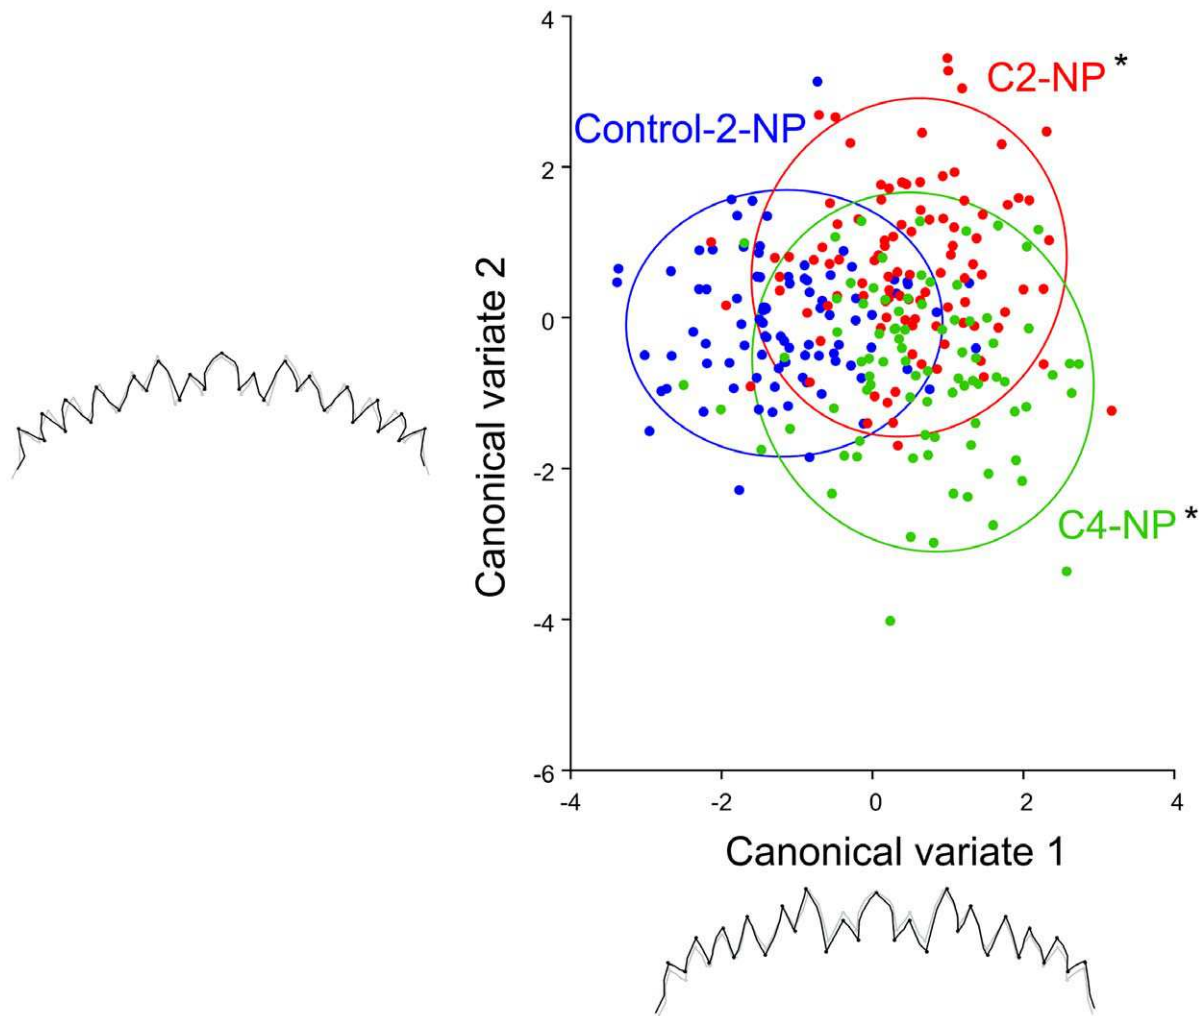 4
C2-NP*
Control-2-NP
2
Canonical variate 2
0
-2
C4-NP*
-4
-6
-4
-2
0
2
4
Canonical variate 1